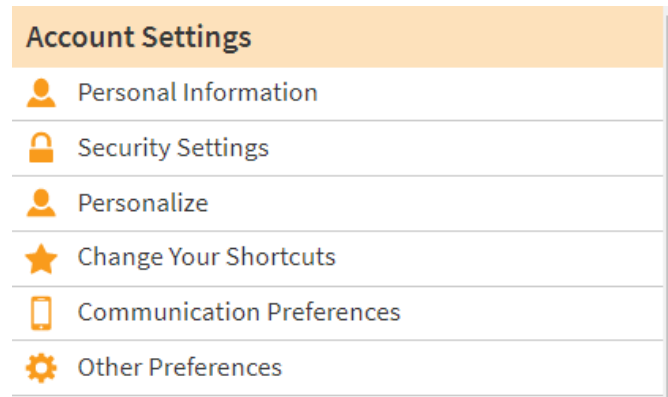 Account Settings
Personal Information
Security Settings
Personalize
Change Your Shortcuts
Communication Preferences
Other Preferences